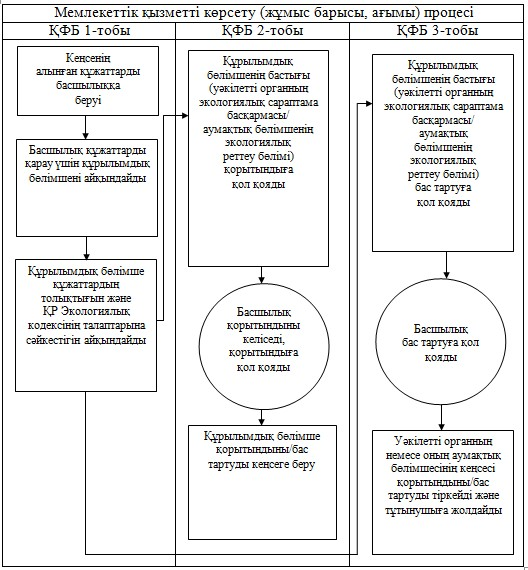 Мемлекеттік қызметті көрсету (жұмыс барысы, ағымы) процесі
ҚФБ 1-тобы
ҚФБ 2-тобы
ҚФБ 3-тобы
Кеңсенің
алынған құжаттарды
басшылыққа
беруі
Басшылық құжаттарды
қарау үшін құрылымдық
бөлімшені айқындайды
Құрылымдық бөлімше
құжаттардың
толықтығын және
ҚР Экологиялық
кодексінің талаптарына
сәйкестігін айқындайды
Құрылымдық
бөлімшенің бастығы
(уәкілетті органның
экологиялық сараптама
басқармасы/
аумақтық бөлімшенің
экологиялық
реттеу бөлімі)
қорытындыға
қол қояды
Басшылық
қорытындыны
келіседі,
қорытындыға
қол қояды
Құрылымдық бөлімше
қорытындыны/бас
тартуды кеңсеге беру
Құрылымдық
бөлімшенің бастығы
(уәкілетті органның
экологиялық сараптама
басқармасы/
аумақтық
бөлімшенің
экологиялық
реттеу бөлімі)
бас тартуға
қол қояды
Басшылық
бас тартуға қол
қояды
Уәкілетті органның
немесе оның аумақтық
бөлімшесінің кеңсесі
қорытындыны/бас
тартуды тіркейді және
тұтынушыға жолдайды